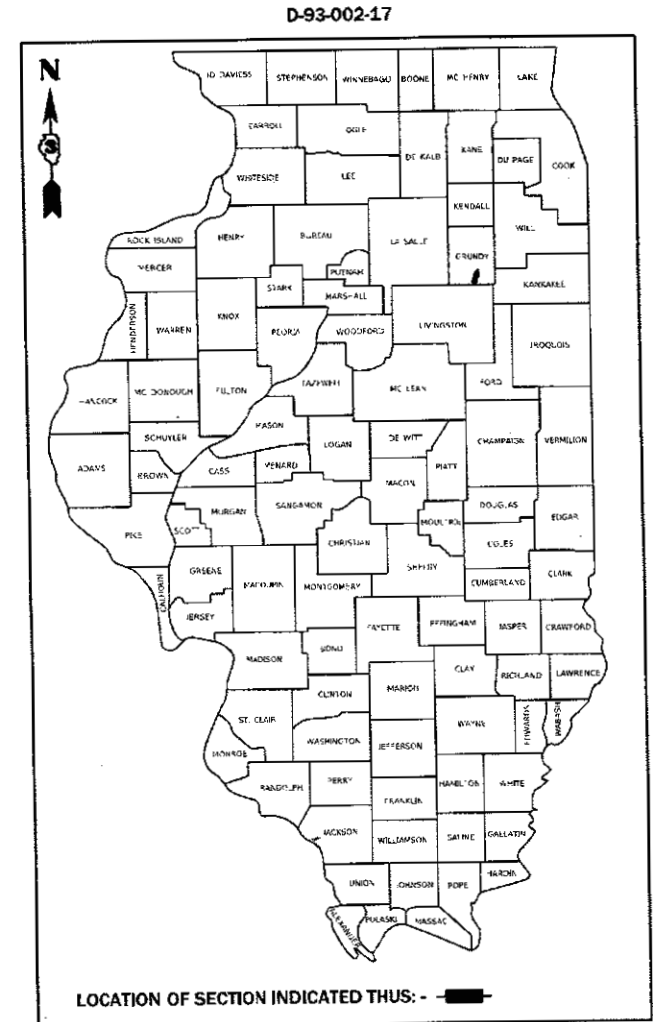 D-93-002-17
N
3
JO DAVIESS STEPHENSON WINNEBAGO BOONE MC HENRY LAKE
CARROLL OGLE
DE KALB KANE DU PAGE COOK
WHITESIDE LEE
KENDALL
ROCK ISLAND HENRY BUREAU LA SALLE WILL
MERCER PUTNAM GRUNDY
STARK MARSHALL KANKAKEE
HENDERSON WARREN KNOX PEORIA WOODFORD LIVINGSTON IROQUOIS
HANCOCK MC DONOUGH FULTON TAZEWELL MC LEAN FORD
SCHUYLER MASON LOGAN DE WITT CHAMPAIGN VERMILION
ADAMS BROWN CASS MENARD MACON PIATT
MORGAN SANGAMON MOULTRIE DOUGLAS EDGAR
PIKE SCOTT CHRISTIAN COLES
GREENE MACOUPIN MONTGOMERY SHELBY CUMBERLAND CLARK
CALHOUN JERSEY
FAYETTE EFFINGHAM JASPER CRAWFORD
MADISON BOND
CLINTON MARION CLAY RICHLAND LAWRENCE
ST. CLAIR WAYNE EDWARDS WABASH
MONROE WASHINGTON JEFFERSON
RANDOLPH PERRY HAMILTON WHITE
FRANKLIN
JACKSON WILLIAMSON SALINE GALLATIN
UNION JOHNSON POPE HARDIN
ALEXANDER PULASKI MASSAC
LOCATION OF SECTION INDICATED THUS: -